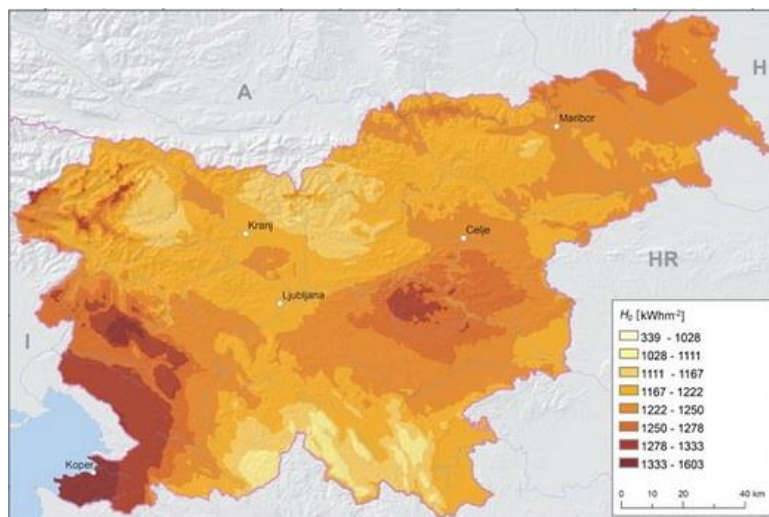 A
H
Maribor
Kranj
Celje
HR
Ljubljana
I
Koper
Hg [kWhm-2]
339 - 1028
1028 - 1111
1111 - 1167
1167 - 1222
1222 - 1250
1250 - 1278
1278 - 1333
1333 - 1603
0 10 20 40 km